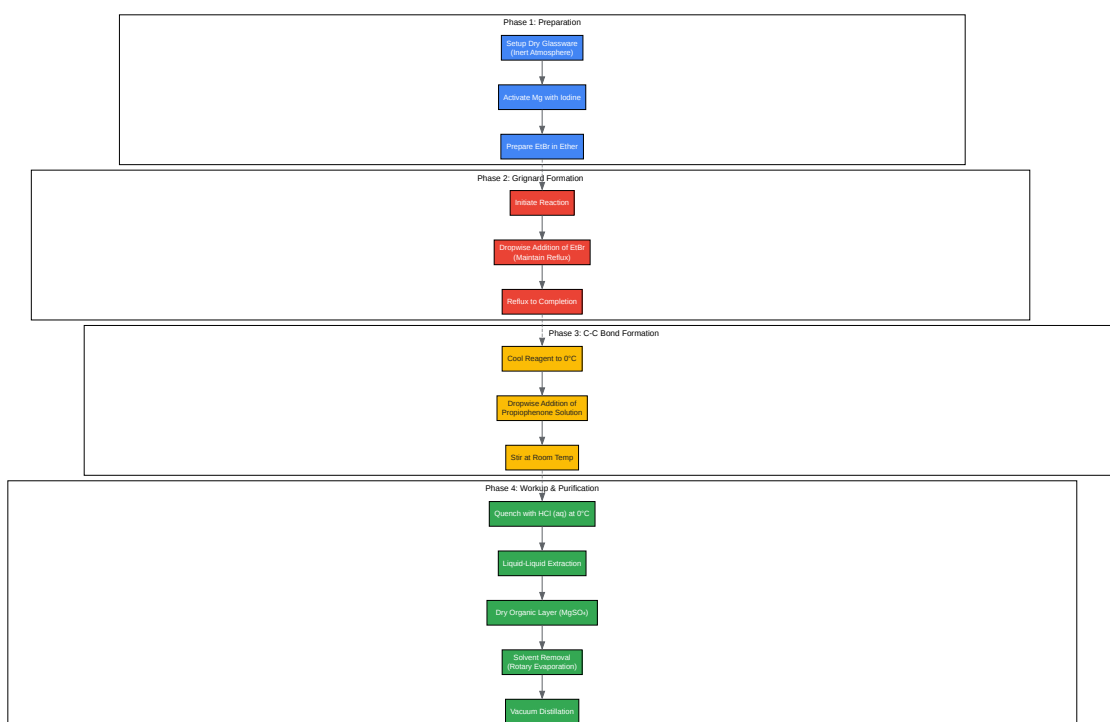 Phase 1: Preparation
Setup Dry Glassware
(Inert Atmosphere)
Activate Mg with Iodine
Prepare EtBr in Ether
Phase 2: Grignard Formation
Initiate Reaction
Dropwise Addition of EtBr
(Maintain Reflux)
Reflux to Completion
Phase 3: C-C Bond Formation
Cool Reagent to 0°C
Dropwise Addition of
Propiophenone Solution
Stir at Room Temp
Phase 4: Workup & Purification
Quench with HCl (aq) at 0°C
Liquid-Liquid Extraction
Dry Organic Layer (MgSO₄)
Solvent Removal
(Rotary Evaporation)
Vacuum Distillation